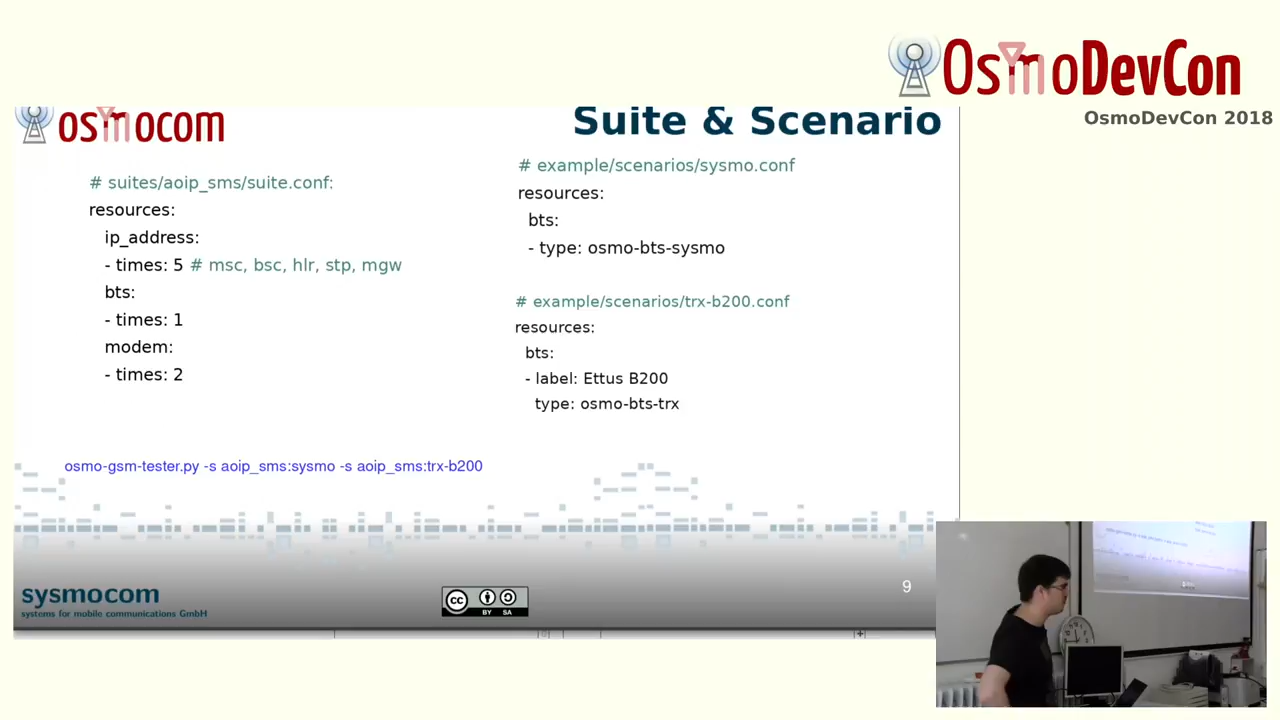 OsmoDevCon
OsmoDevCon 2018
osmocom
Suite & Scenario
# suites/aoip_sms/suite.conf:
resources:
ip_address:
- times: 5 # msc, bsc, hlr, stp, mgw
bts:
- times: 1
modem:
- times: 2
# example/scenarios/sysmo.conf
resources:
bts:
- type: osmo-bts-sysmo
# example/scenarios/trx-b200.conf
resources:
bts:
- label: Ettus B200
type: osmo-bts-trx
osmo-gsm-tester.py -s aoip_sms:sysmo -s aoip_sms:trx-b200
sysmocom
systems for mobile communications GmbH
CC BY SA
9